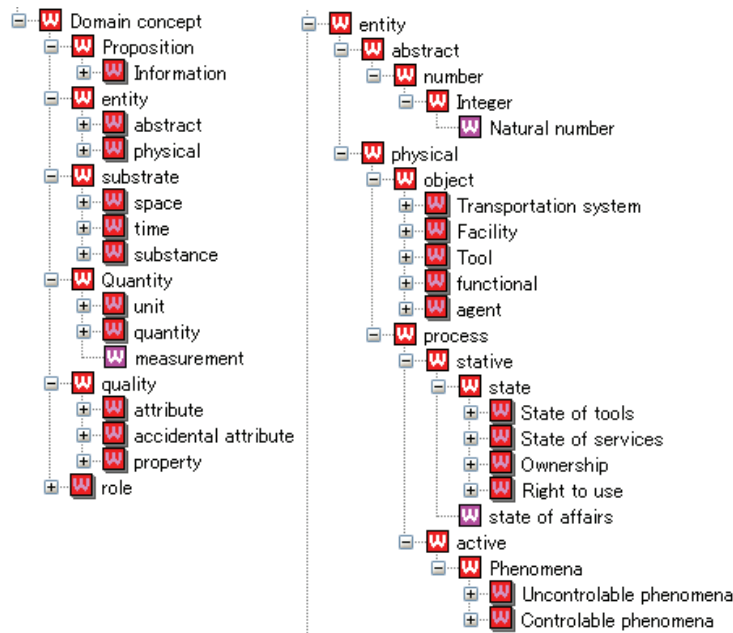 Domain concept
Proposition
Information
entity
abstract
physical
substrate
space
time
substance
Quantity
unit
quantity
measurement
quality
attribute
accidental attribute
property
role
entity
abstract
number
Integer
Natural number
physical
object
Transportation system
Facility
Tool
functional
agent
process
stative
state
State of tools
State of services
Ownership
Right to use
state of affairs
active
Phenomena
Uncontrolable phenomena
Controlable phenomena